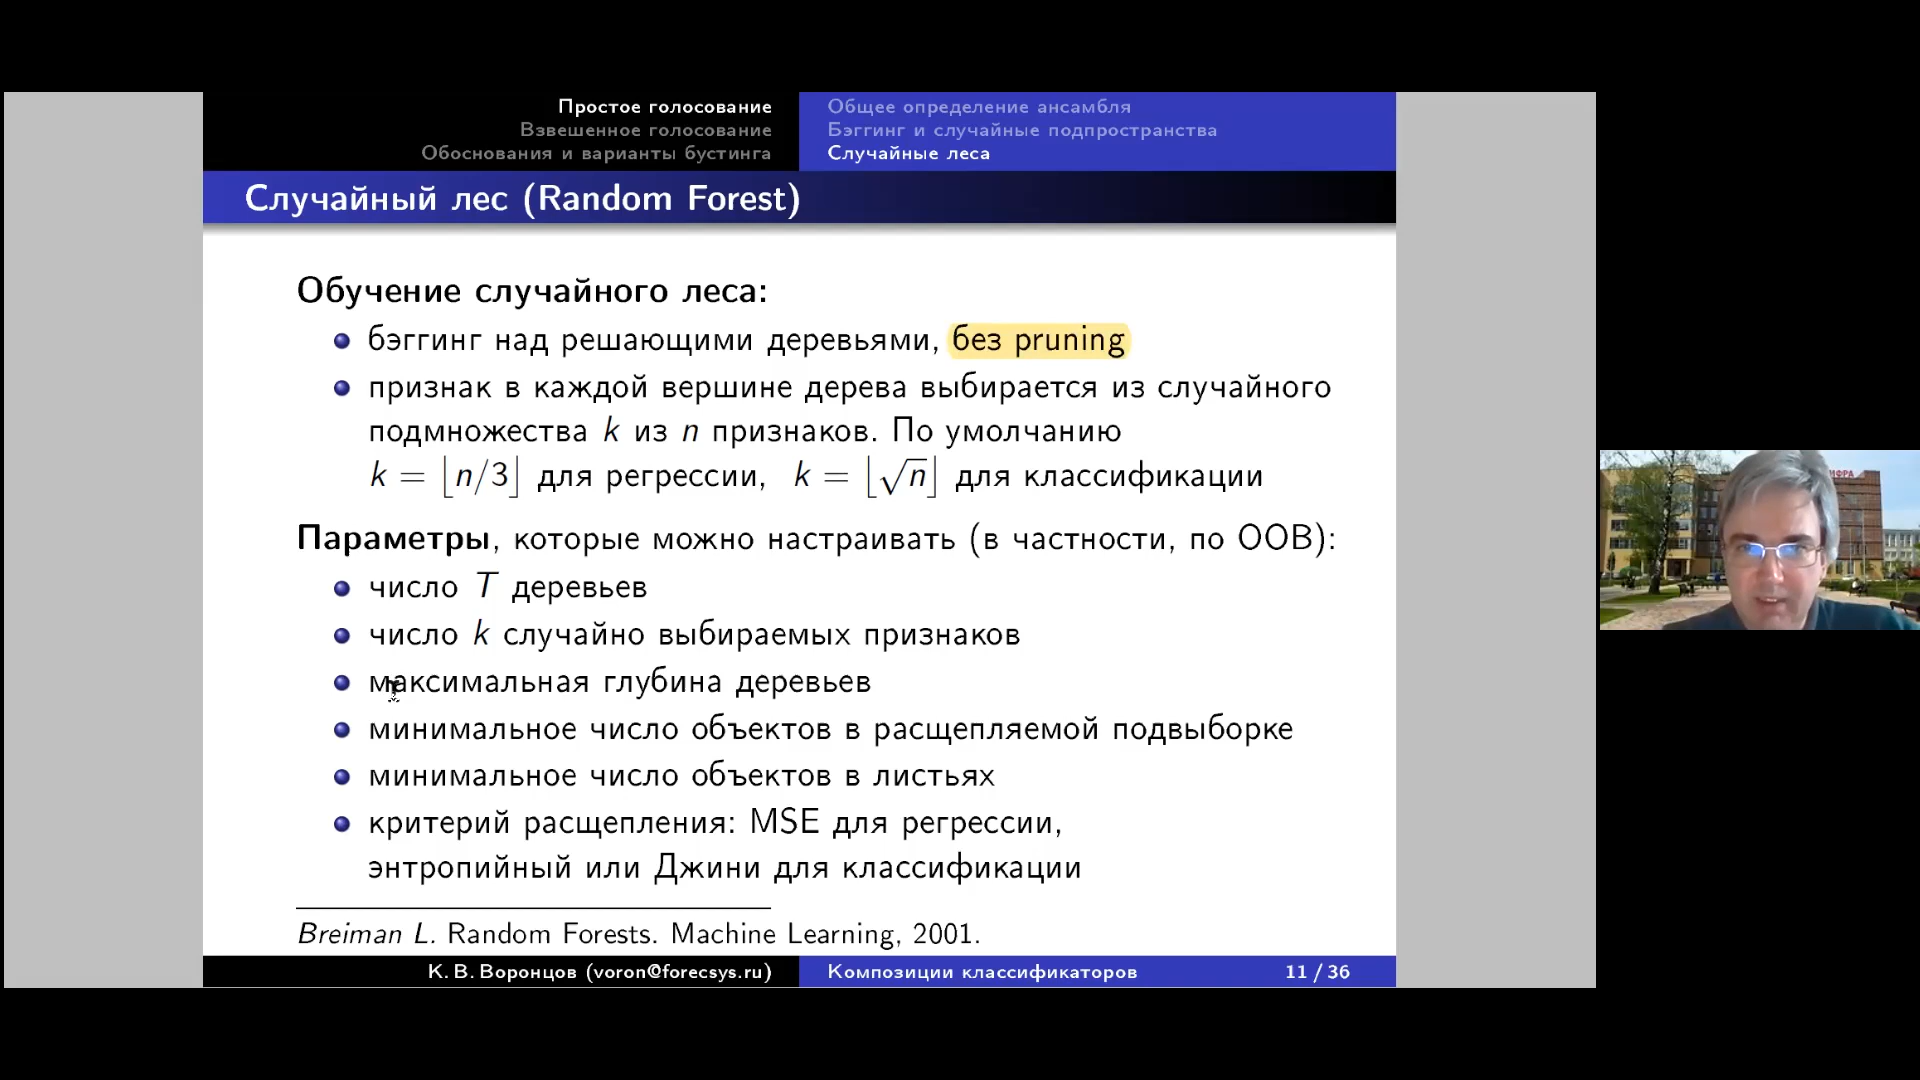 Простое голосование
Взвешенное голосование
Обоснования и варианты бустинга
Общее определение ансамбля
Бэггинг и случайные подпространства
Случайные леса
Случайный лес (Random Forest)
Обучение случайного леса:
бэггинг над решающими деревьями, без pruning
признак в каждой вершине дерева выбирается из случайного
подмножества k из n признаков. По умолчанию
k = ⌊n/3⌋ для регрессии, k = ⌊√n⌋ для классификации
Параметры, которые можно настраивать (в частности, по OOB):
число T деревьев
число k случайно выбираемых признаков
максимальная глубина деревьев
минимальное число объектов в расщепляемой подвыборке
минимальное число объектов в листьях
критерий расщепления: MSE для регрессии,
энтропийный или Джини для классификации
Breiman L. Random Forests. Machine Learning, 2001.
К. В. Воронцов (voron@forecsys.ru)
Композиции классификаторов
11 / 36